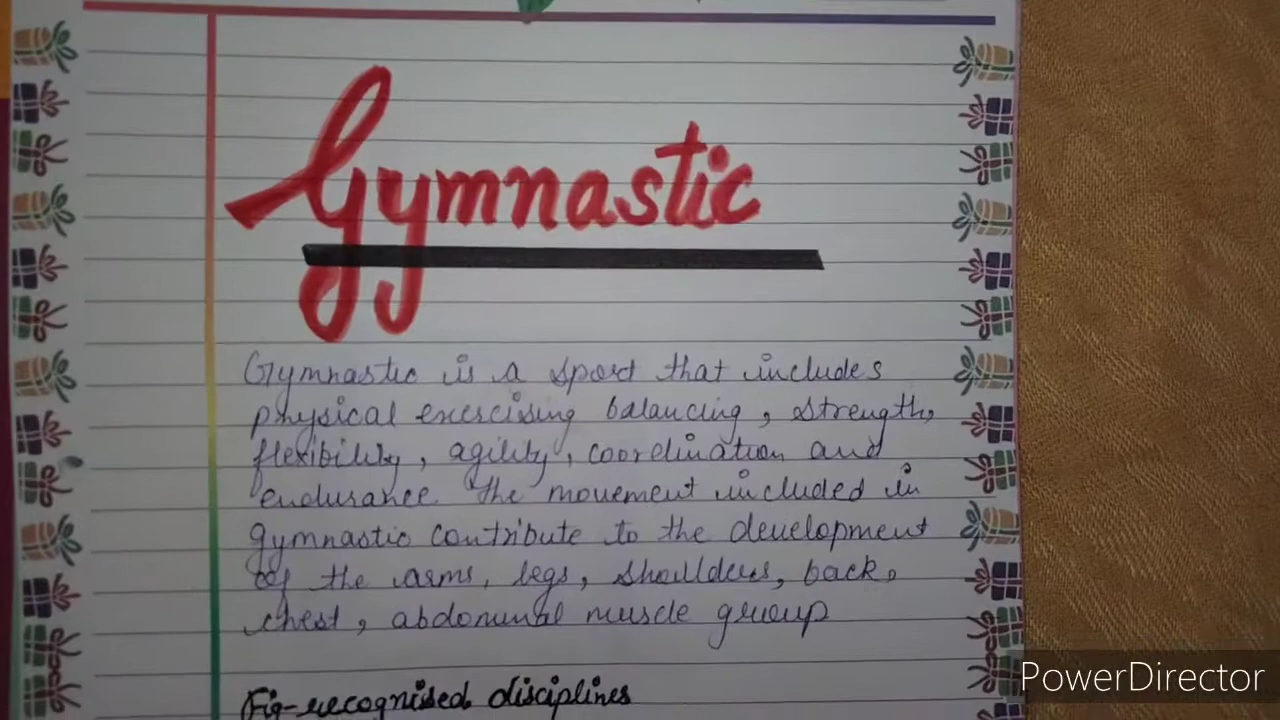 Gymnastic
Gymnastic is a sport that includes
physical exercising balancing, strength,
flexibility, agility, coordination and
endurance. The movement included in
gymnastic contribute to the development
of the arms, legs, shoulders, back,
chest, abdominal muscle group
Fig-recognised disciplines
PowerDirector